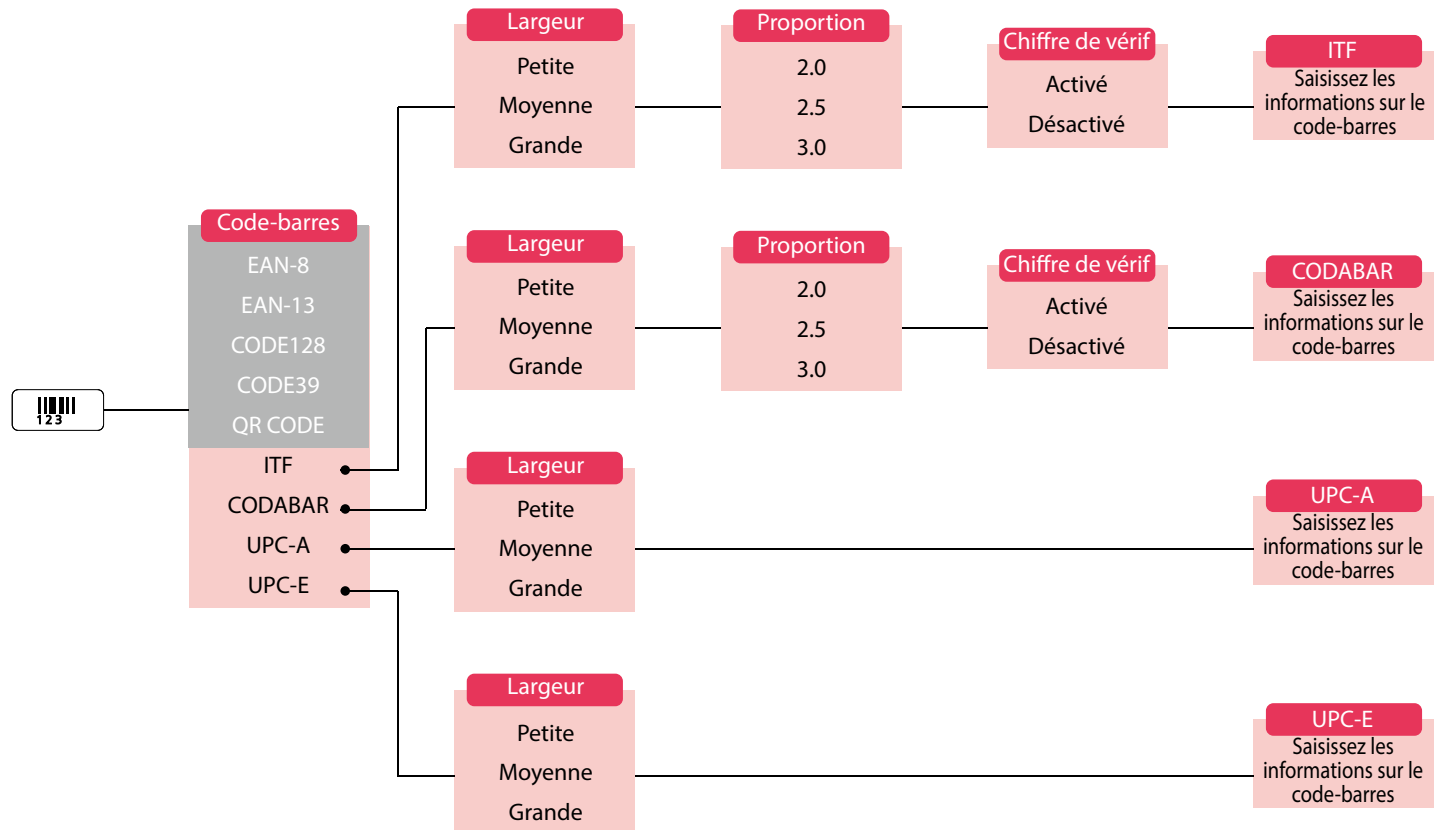 123
Code-barres
EAN-8
EAN-13
CODE128
CODE39
QR CODE
ITF
CODABAR
UPC-A
UPC-E
Largeur
Petite
Moyenne
Grande
Proportion
2.0
2.5
3.0
Chiffre de vérif
Activé
Désactivé
ITF
Saisissez les
informations sur le
code-barres
Largeur
Petite
Moyenne
Grande
Proportion
2.0
2.5
3.0
Chiffre de vérif
Activé
Désactivé
CODABAR
Saisissez les
informations sur le
code-barres
Largeur
Petite
Moyenne
Grande
UPC-A
Saisissez les
informations sur le
code-barres
Largeur
Petite
Moyenne
Grande
UPC-E
Saisissez les
informations sur le
code-barres